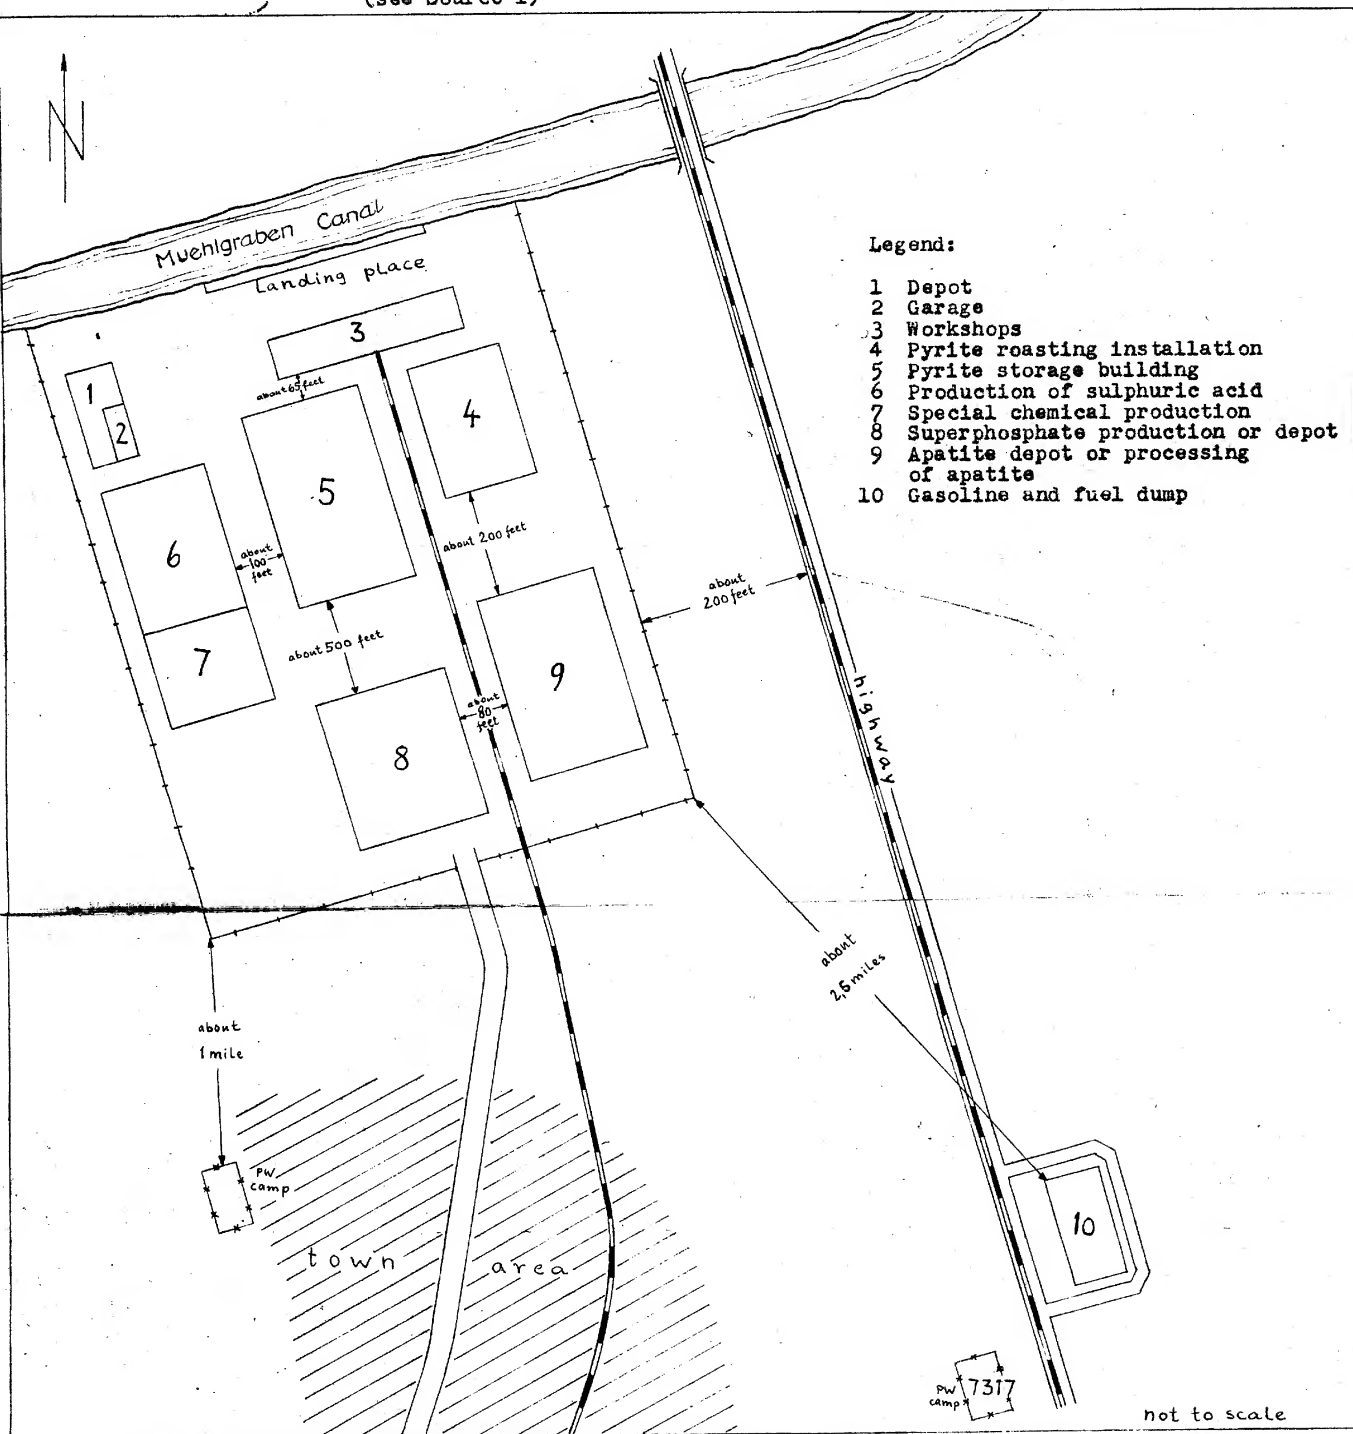 (see Source 1)
N
Muehlgraben Canal
Landing place
Legend:
1 Depot
2 Garage
3 Workshops
4 Pyrite roasting installation
5 Pyrite storage building
6 Production of sulphuric acid
7 Special chemical production
8 Superphosphate production or depot
9 Apatite depot or processing
of apatite
10 Gasoline and fuel dump
3
about 65 feet
1
2
4
5
6
about
100
feet
about 200 feet
about
200 feet
7
about 500 feet
9
about
80
feet
8
highway
about
2,5 miles
about
1 mile
PW
camp
town area
10
PW
camp
7317
not to scale